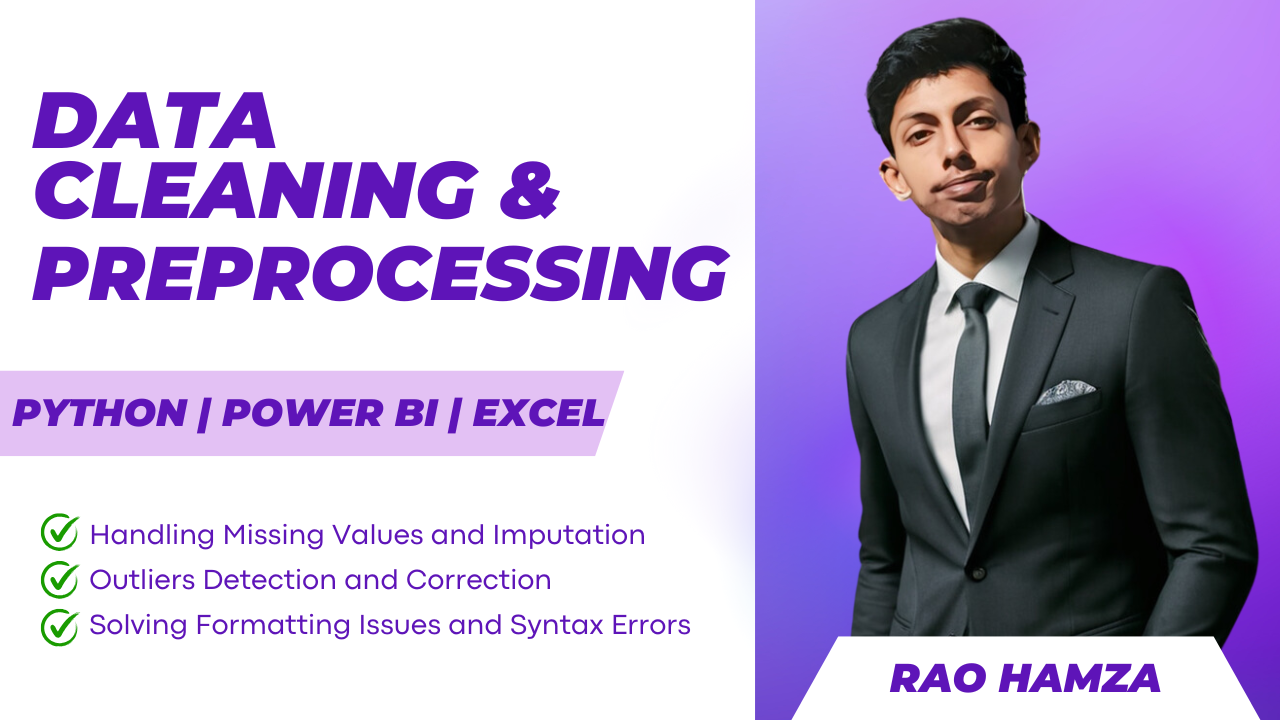 DATA
CLEANING &
PREPROCESSING
PYTHON | POWER BI | EXCEL
Handling Missing Values and Imputation
Outliers Detection and Correction
Solving Formatting Issues and Syntax Errors
RAO HAMZA